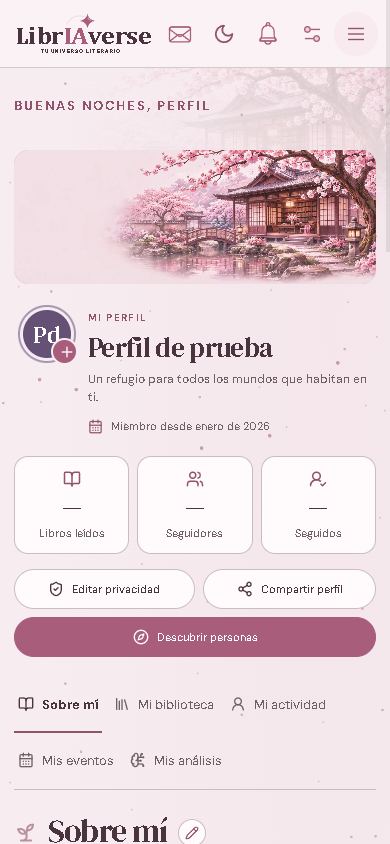 LibrIAverse
TU UNIVERSO LITERARIO
BUENAS NOCHES, PERFIL
Pd
MI PERFIL
Perfil de prueba
Un refugio para todos los mundos que habitan en
ti.
Miembro desde enero de 2026
— — —
Libros leídos Seguidores Seguidos
Editar privacidad Compartir perfil
Descubrir personas
Sobre mí Mi biblioteca Mi actividad
Mis eventos Mis análisis
Sobre mí